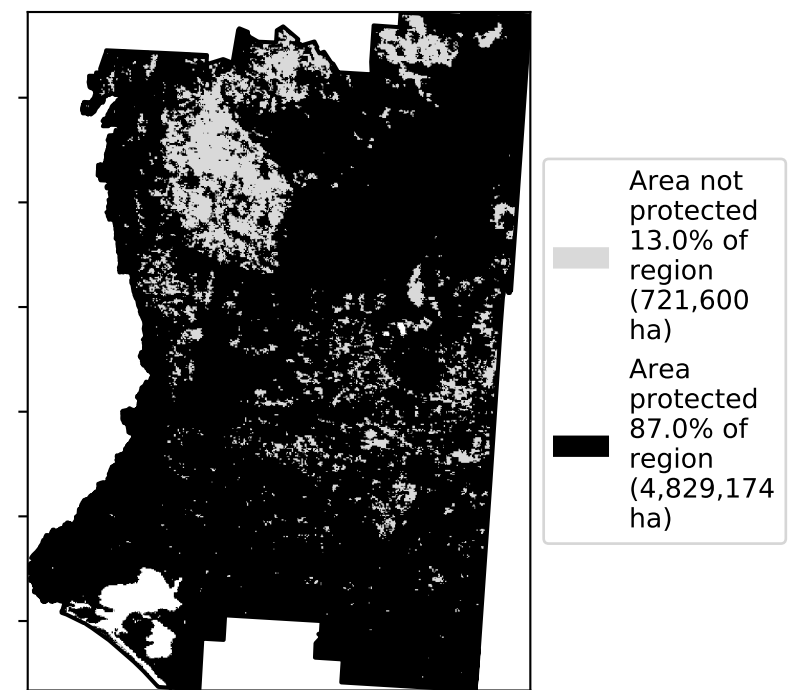 Area not
protected
13.0% of
region
(721,600
ha)
Area
protected
87.0% of
region
(4,829,174
ha)